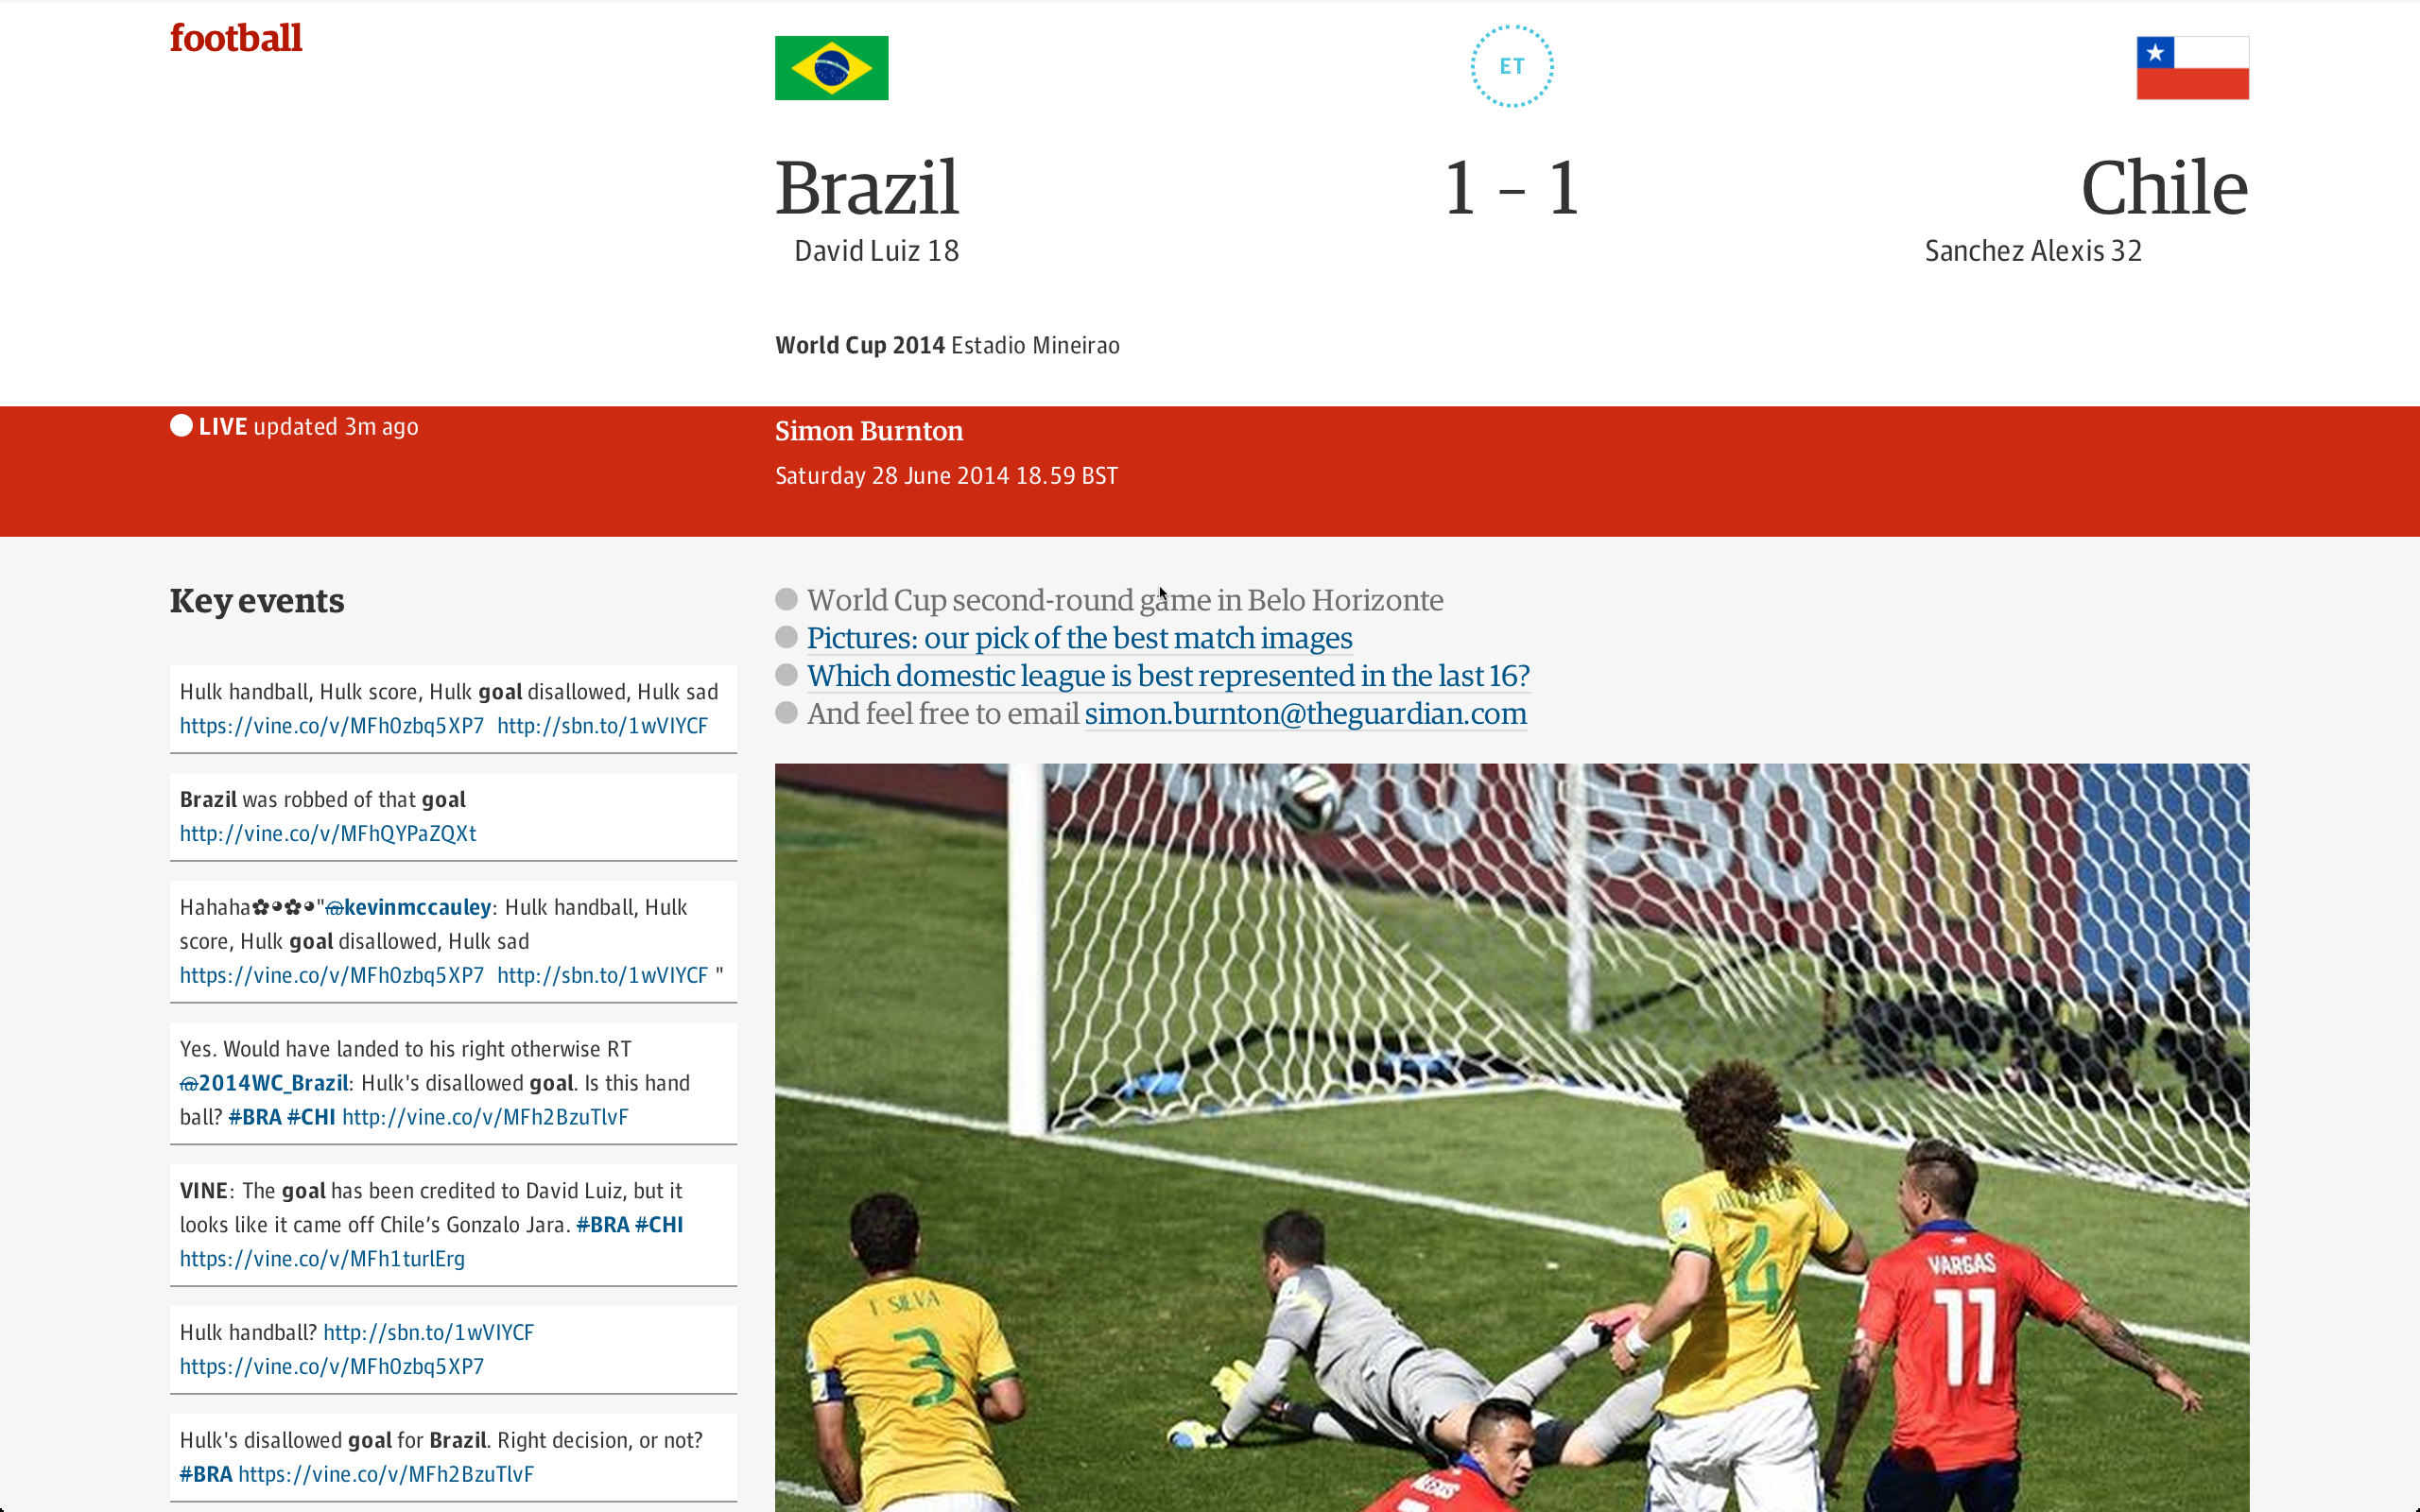 football
ET
Brazil
1 - 1
Chile
David Luiz 18
Sanchez Alexis 32
World Cup 2014 Estadio Mineirao
LIVE updated 3m ago
Simon Burnton
Saturday 28 June 2014 18.59 BST
Key events
Hulk handball, Hulk score, Hulk goal disallowed, Hulk sad
https://vine.co/v/MFh0zbq5XP7 http://sbn.to/1wVIYCF
Brazil was robbed of that goal
http://vine.co/v/MFhQYPaZQXt
Hahaha✿◕✿◕"@kevinmccauley: Hulk handball, Hulk
score, Hulk goal disallowed, Hulk sad
https://vine.co/v/MFh0zbq5XP7 http://sbn.to/1wVIYCF "
Yes. Would have landed to his right otherwise RT
@2014WC_Brazil: Hulk's disallowed goal. Is this hand
ball? #BRA #CHI http://vine.co/v/MFh2BzuTlvF
VINE: The goal has been credited to David Luiz, but it
looks like it came off Chile’s Gonzalo Jara. #BRA #CHI
https://vine.co/v/MFh1turlErg
Hulk handball? http://sbn.to/1wVIYCF
https://vine.co/v/MFh0zbq5XP7
Hulk's disallowed goal for Brazil. Right decision, or not?
#BRA https://vine.co/v/MFh2BzuTlvF
World Cup second-round game in Belo Horizonte
Pictures: our pick of the best match images
Which domestic league is best represented in the last 16?
And feel free to email simon.burnton@theguardian.com
T. SILVA
3
4
VARGAS
11